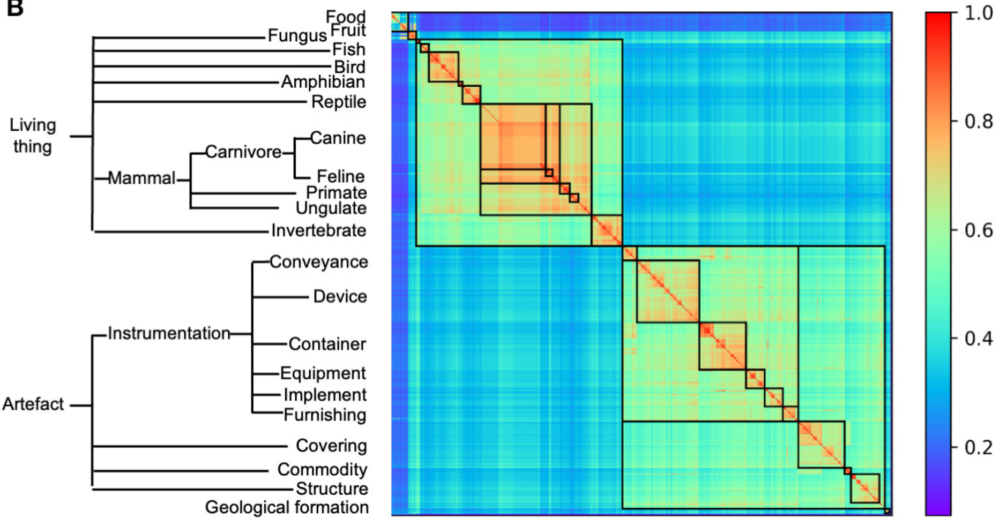 B
Food
Fruit
Fungus
Fish
Bird
Amphibian
Reptile
Living
thing
Canine
Carnivore
Feline
Mammal
Primate
Ungulate
Invertebrate
Conveyance
Device
Instrumentation
Container
Equipment
Implement
Furnishing
Artefact
Covering
Commodity
Structure
Geological formation
1.0
0.8
0.6
0.4
0.2